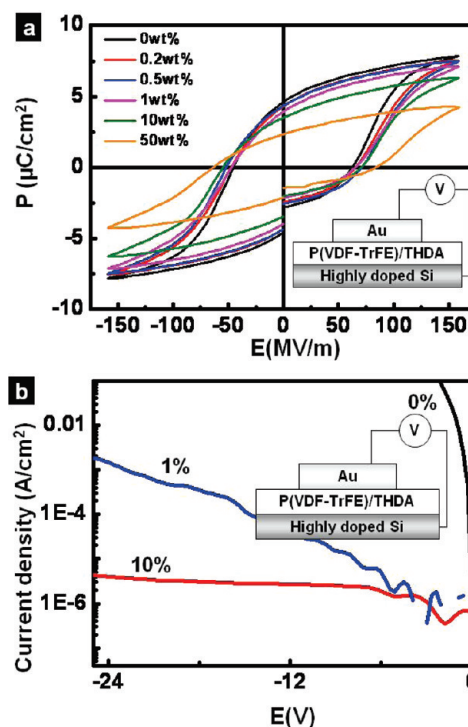 a
10
5
0
-5
-10
P (µC/cm²)
0wt%
0.2wt%
0.5wt%
1wt%
10wt%
50wt%
V
Au
P(VDF-TrFE)/THDA
Highly doped Si
-150 -100 -50 0 50 100 150
E(MV/m)
b
0.01
1E-4
1E-6
Current density (A/cm²)
0%
1%
10%
V
Au
P(VDF-TrFE)/THDA
Highly doped Si
-24 -12 0
E(V)